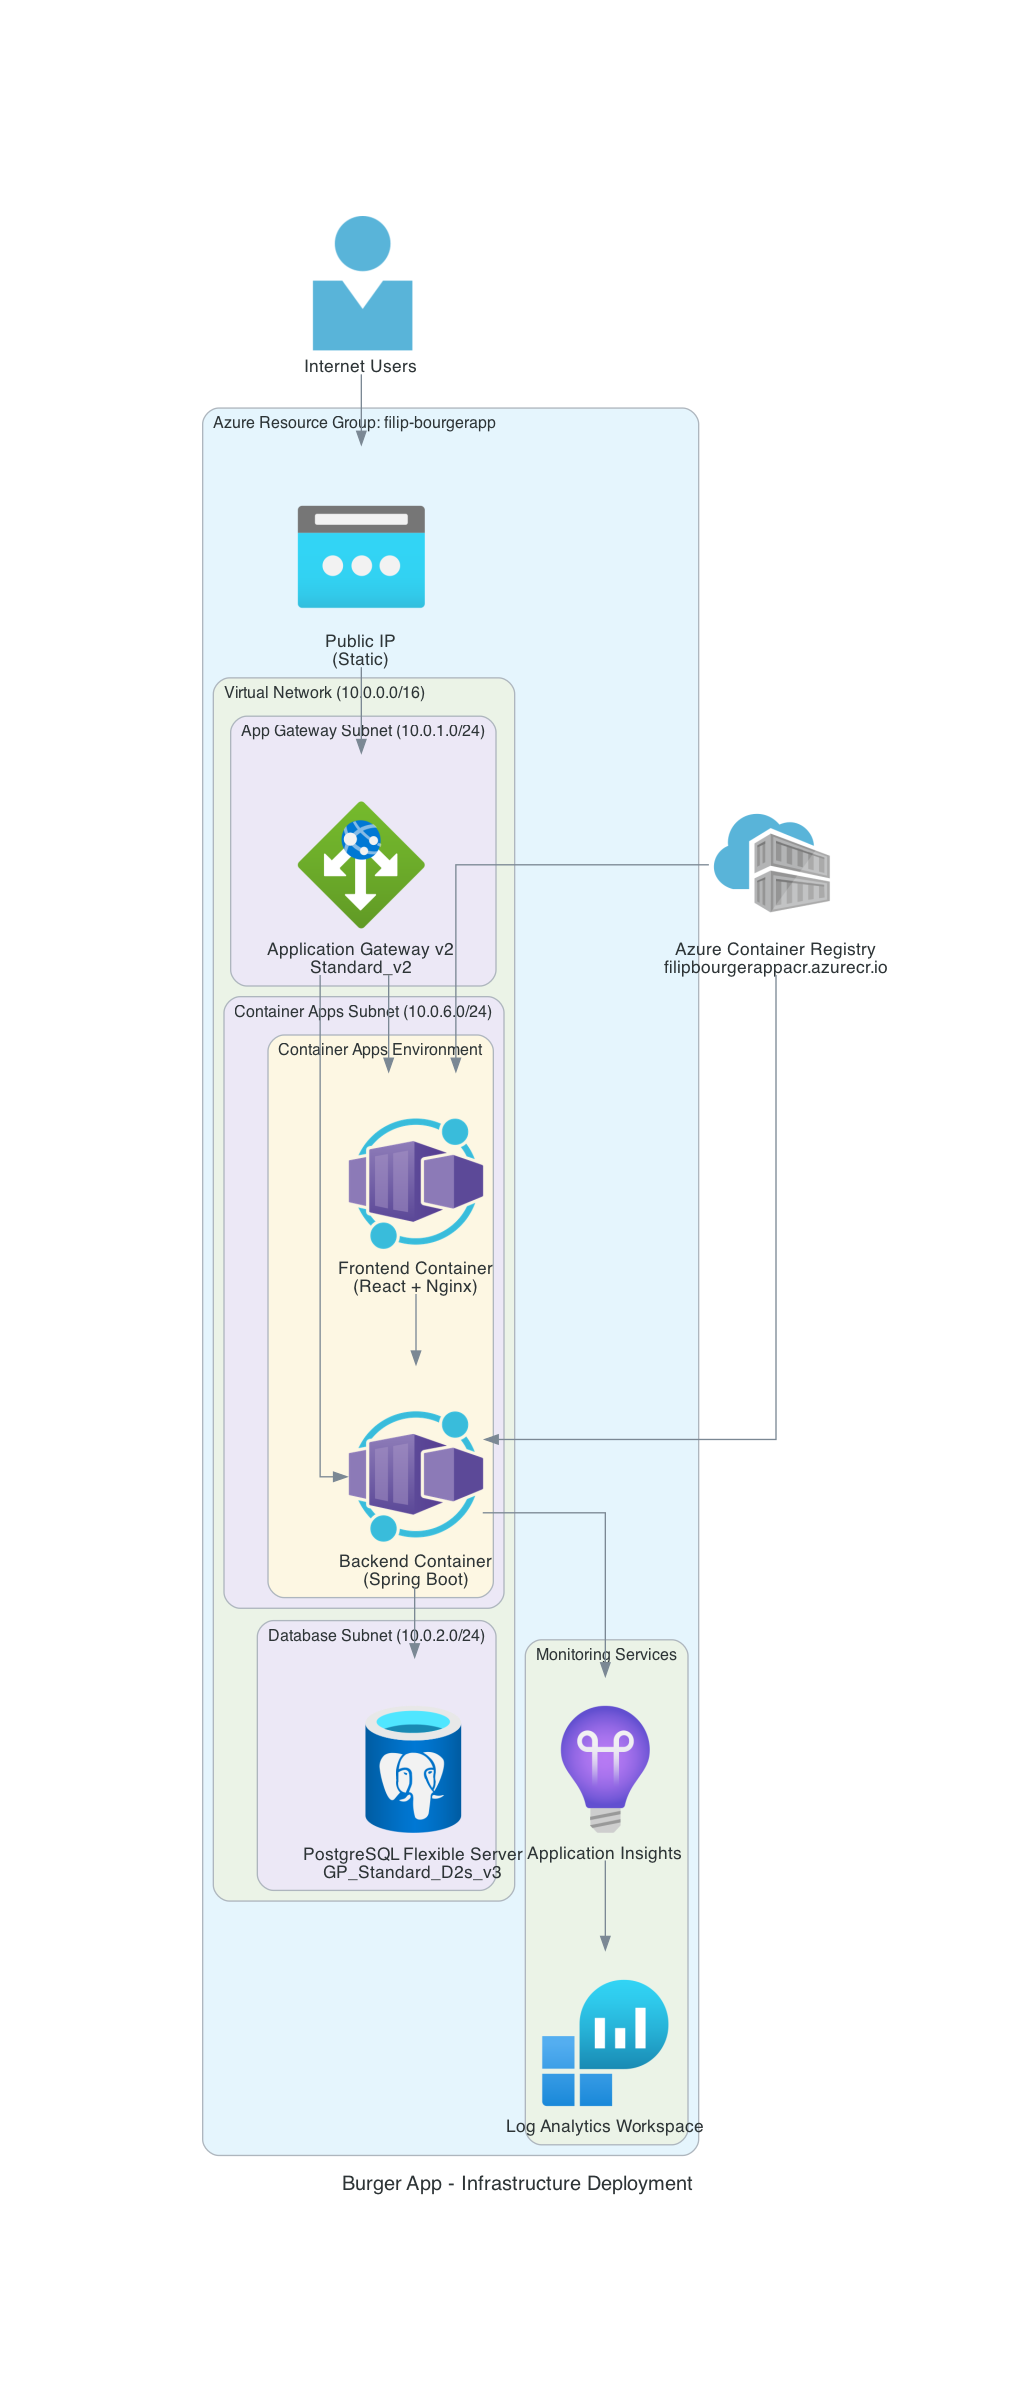 Internet Users
Azure Resource Group: filip-bourgerapp
Public IP
(Static)
Virtual Network (10.0.0.0/16)
App Gateway Subnet (10.0.1.0/24)
Application Gateway v2
Standard_v2
Azure Container Registry
filipbourgerappacr.azurecr.io
Container Apps Subnet (10.0.6.0/24)
Container Apps Environment
Frontend Container
(React + Nginx)
Backend Container
(Spring Boot)
Database Subnet (10.0.2.0/24)
Monitoring Services
PostgreSQL Flexible Server
GP_Standard_D2s_v3
Application Insights
Log Analytics Workspace
Burger App - Infrastructure Deployment